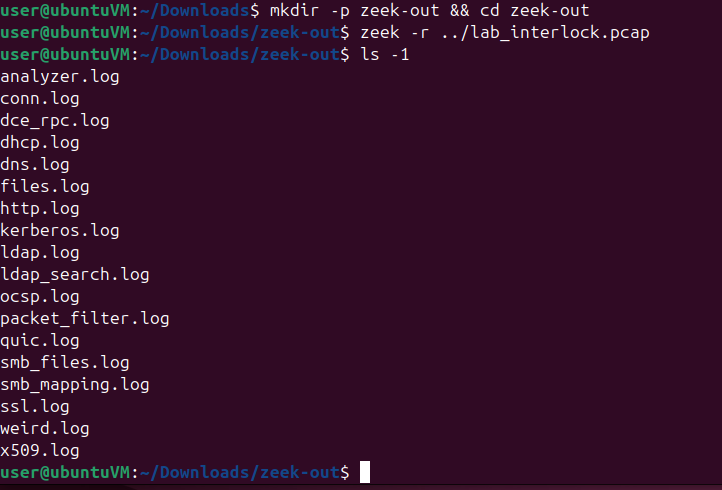 user@ubuntuVM:~/Downloads$ mkdir -p zeek-out && cd zeek-out
user@ubuntuVM:~/Downloads/zeek-out$ zeek -r ../lab_interlock.pcap
user@ubuntuVM:~/Downloads/zeek-out$ ls -1
analyzer.log
conn.log
dce_rpc.log
dhcp.log
dns.log
files.log
http.log
kerberos.log
ldap.log
ldap_search.log
ocsp.log
packet_filter.log
quic.log
smb_files.log
smb_mapping.log
ssl.log
weird.log
x509.log
user@ubuntuVM:~/Downloads/zeek-out$